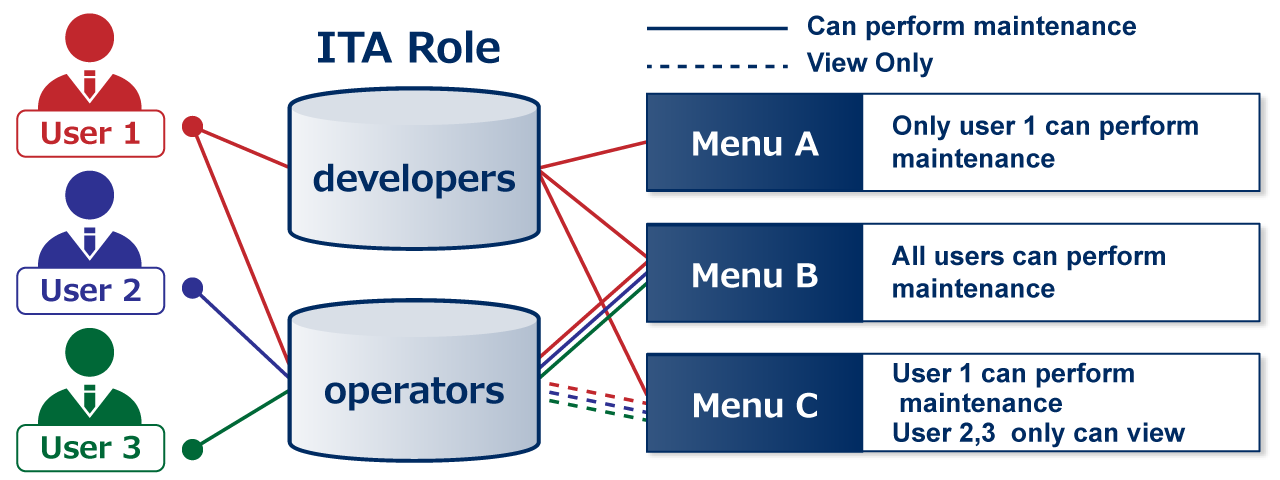 ITA Role
Can perform maintenance
View Only
User 1
User 2
User 3
developers
operators
Menu A
Only user 1 can perform
maintenance
Menu B
All users can perform
maintenance
Menu C
User 1 can perform
maintenance
User 2,3 only can view